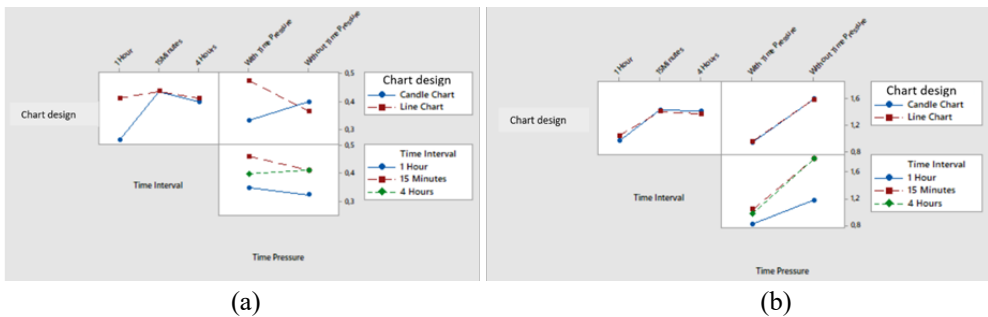 1 Hour
15Minutes
4 Hours
With Time Pressure
Without Time Pressure
Chart design
0,5
0,4
0,3
Chart design
Candle Chart
Line Chart
Time Interval
0,5
0,4
0,3
Time Interval
1 Hour
15 Minutes
4 Hours
Time Pressure
(a)
1 Hour
15Minutes
4 Hours
With Time Pressure
Without Time Pressure
Chart design
1,6
1,2
0,8
Chart design
Candle Chart
Line Chart
Time Interval
1,6
1,2
0,8
Time Interval
1 Hour
15 Minutes
4 Hours
Time Pressure
(b)